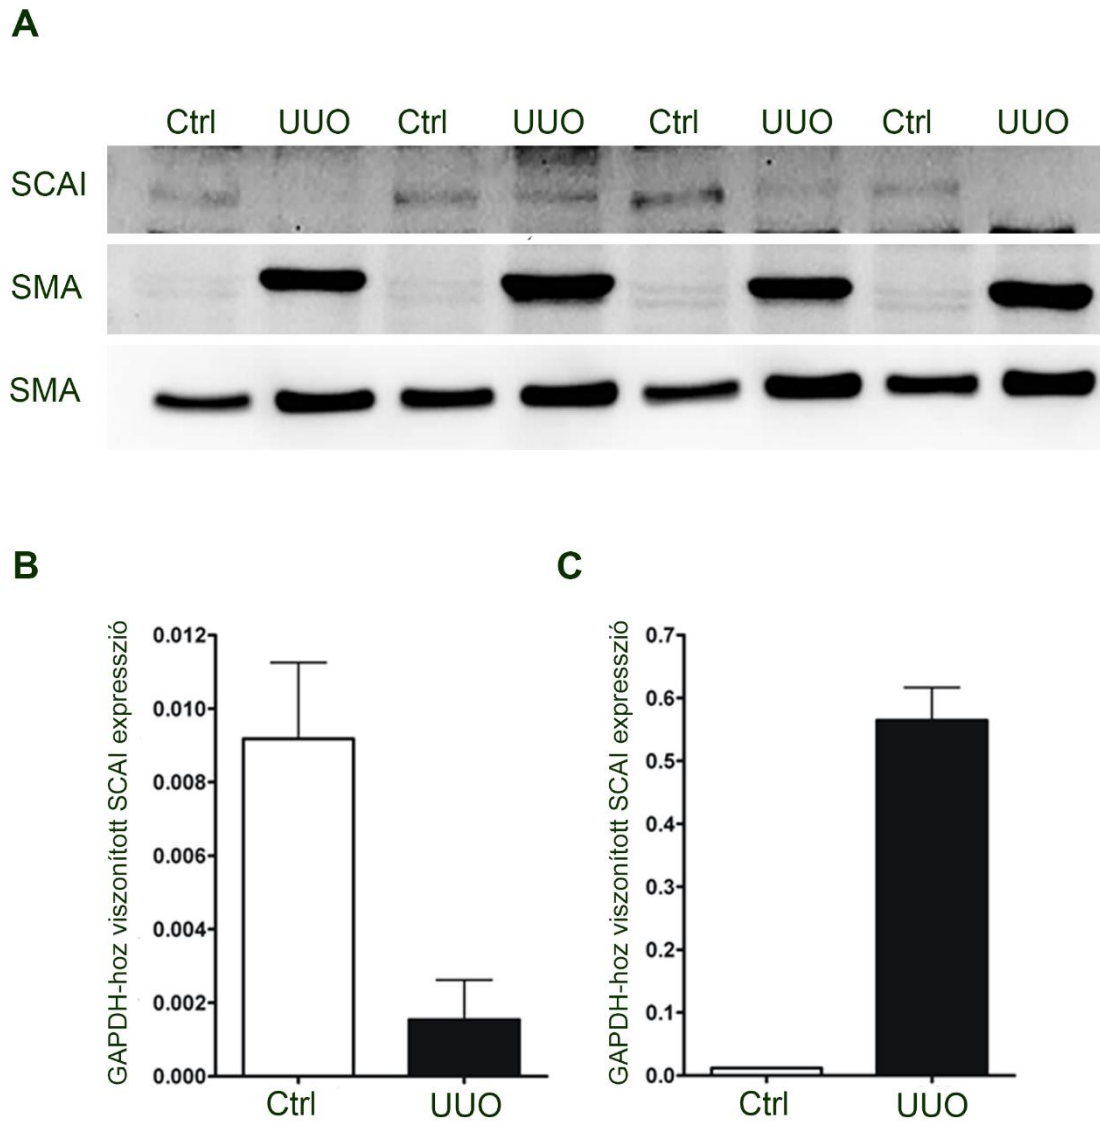 A
Ctrl UUO Ctrl UUO Ctrl UUO Ctrl UUO
SCAI
SMA
SMA
B
GAPDH-hoz viszonított SCAI expresszió
0.012
0.010
0.008
0.006
0.004
0.002
0.000
Ctrl UUO
C
GAPDH-hoz viszonított SCAI expresszió
0.7
0.6
0.5
0.4
0.3
0.2
0.1
0.0
Ctrl UUO